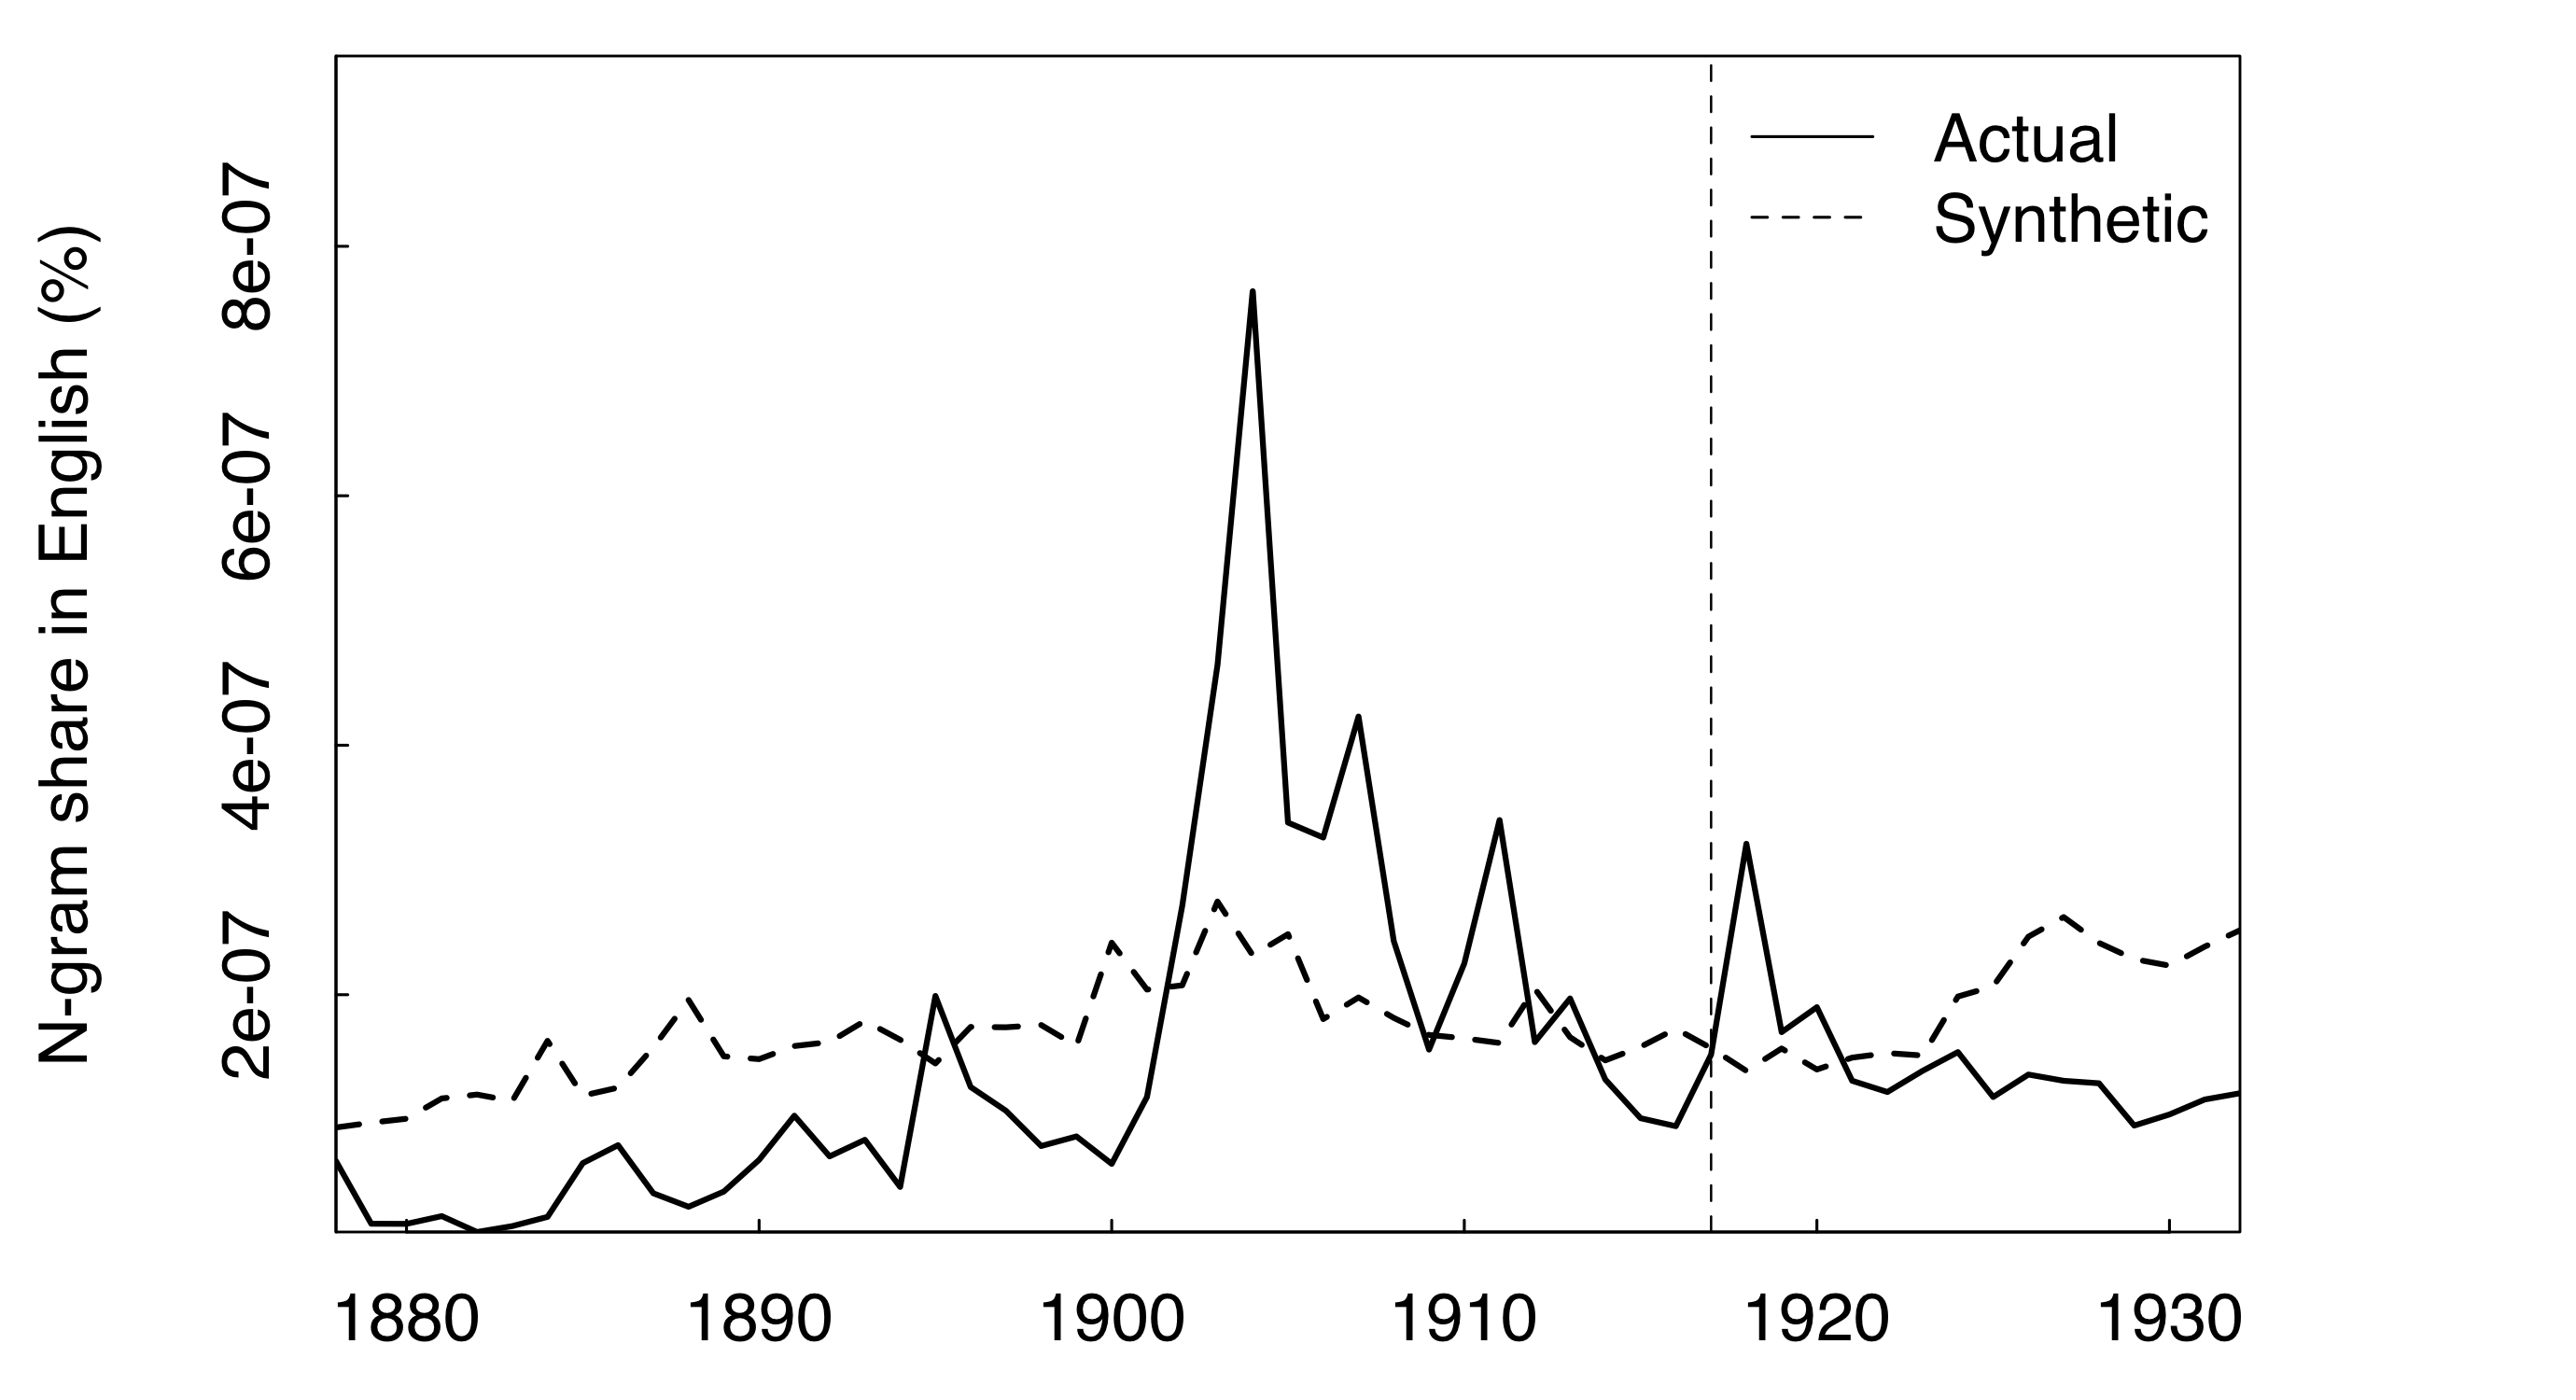 N-gram share in English (%)
8e-07
6e-07
4e-07
2e-07
Actual
Synthetic
1880 1890 1900 1910 1920 1930